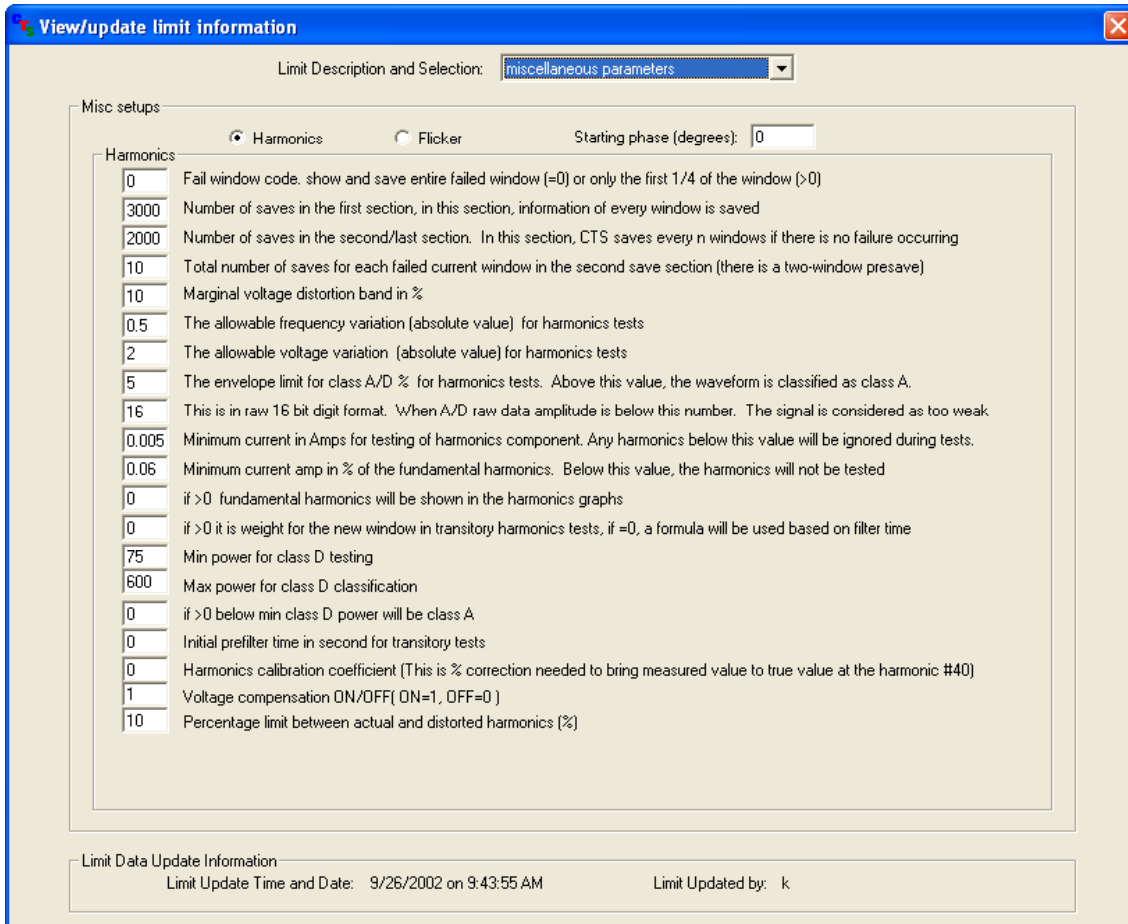 CTS View/update limit information
Limit Description and Selection: miscellaneous parameters
Misc setups
Harmonics Flicker Starting phase (degrees): 0
Harmonics
0 Fail window code. show and save entire failed window (=0) or only the first 1/4 of the window (>0)
3000 Number of saves in the first section, in this section, information of every window is saved
2000 Number of saves in the second/last section. In this section, CTS saves every n windows if there is no failure occurring
10 Total number of saves for each failed current window in the second save section (there is a two-window presave)
10 Marginal voltage distortion band in %
0.5 The allowable frequency variation (absolute value) for harmonics tests
2 The allowable voltage variation (absolute value) for harmonics tests
5 The envelope limit for class A/D % for harmonics tests. Above this value, the waveform is classified as class A.
16 This is in raw 16 bit digit format. When A/D raw data amplitude is below this number. The signal is considered as too weak
0.005 Minimum current in Amps for testing of harmonics component. Any harmonics below this value will be ignored during tests.
0.06 Minimum current amp in % of the fundamental harmonics. Below this value, the harmonics will not be tested
0 if >0 fundamental harmonics will be shown in the harmonics graphs
0 if >0 it is weight for the new window in transitory harmonics tests, if =0, a formula will be used based on filter time
75 Min power for class D testing
600 Max power for class D classification
0 if >0 below min class D power will be class A
0 Initial prefilter time in second for transitory tests
0 Harmonics calibration coefficient (This is % correction needed to bring measured value to true value at the harmonic #40)
1 Voltage compensation ON/OFF( ON=1, OFF=0 )
10 Percentage limit between actual and distorted harmonics (%)
Limit Data Update Information
Limit Update Time and Date: 9/26/2002 on 9:43:55 AM Limit Updated by: k